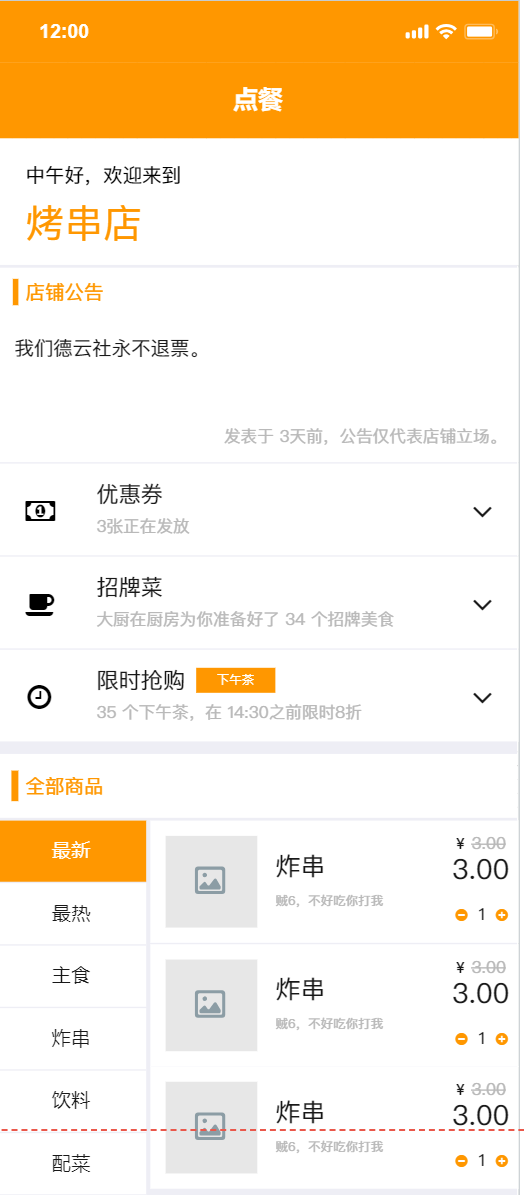 12:00
点餐
中午好，欢迎来到
烤串店
店铺公告
我们德云社永不退票。
发表于 3天前，公告仅代表店铺立场。
优惠券
3张正在发放
招牌菜
大厨在厨房为你准备好了 34 个招牌美食
限时抢购 下午茶
35 个下午茶，在 14:30之前限时8折
全部商品
最新
最热
主食
炸串
饮料
配菜
炸串
贼6，不好吃你打我
¥ 3.00
3.00
1
炸串
贼6，不好吃你打我
¥ 3.00
3.00
1
炸串
贼6，不好吃你打我
¥ 3.00
3.00
1